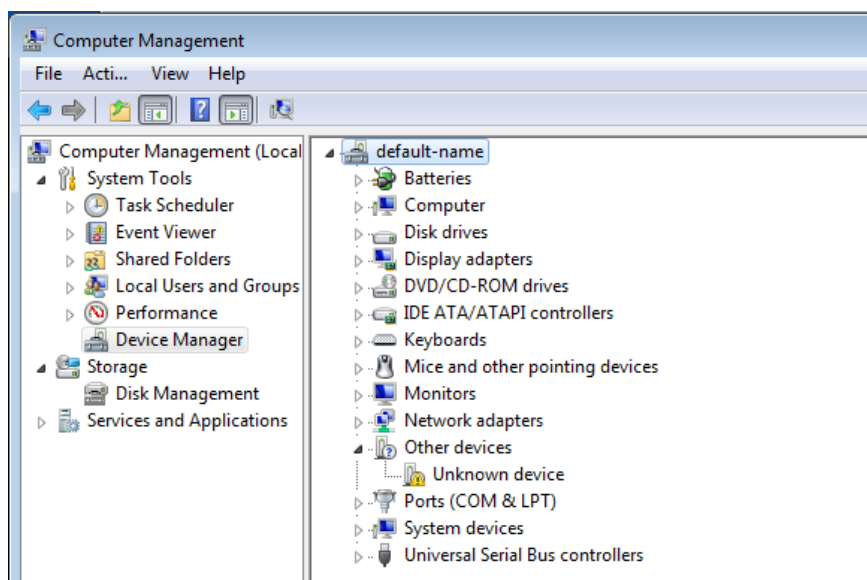 Computer Management
File Acti... View Help
Computer Management (Local
System Tools
Task Scheduler
Event Viewer
Shared Folders
Local Users and Groups
Performance
Device Manager
Storage
Disk Management
Services and Applications
default-name
Batteries
Computer
Disk drives
Display adapters
DVD/CD-ROM drives
IDE ATA/ATAPI controllers
Keyboards
Mice and other pointing devices
Monitors
Network adapters
Other devices
Unknown device
Ports (COM & LPT)
System devices
Universal Serial Bus controllers